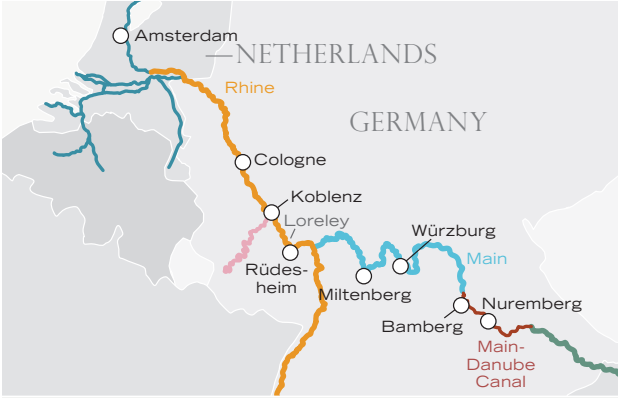 Amsterdam
NETHERLANDS
Rhine
GERMANY
Cologne
Koblenz
Loreley
Rüdes-
heim
Würzburg
Main
Miltenberg
Nuremberg
Bamberg
Main-
Danube
Canal